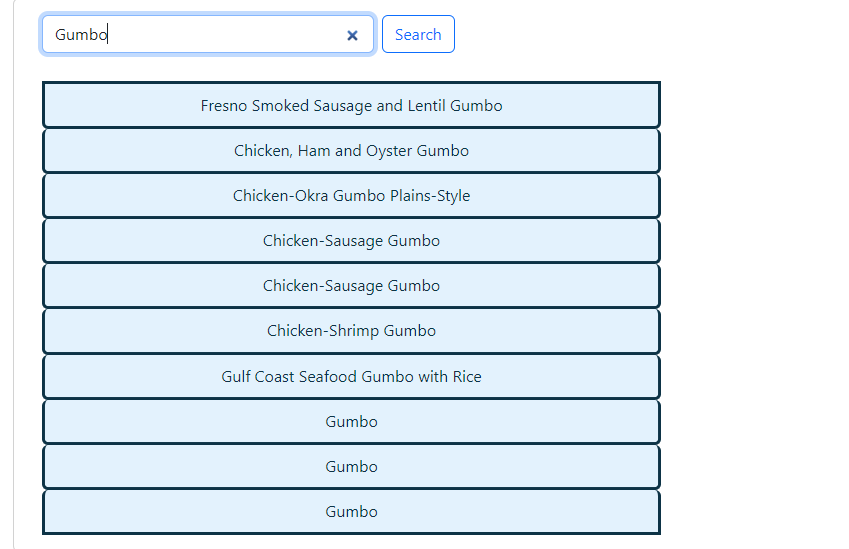 Gumbo
Search
Fresno Smoked Sausage and Lentil Gumbo
Chicken, Ham and Oyster Gumbo
Chicken-Okra Gumbo Plains-Style
Chicken-Sausage Gumbo
Chicken-Sausage Gumbo
Chicken-Shrimp Gumbo
Gulf Coast Seafood Gumbo with Rice
Gumbo
Gumbo
Gumbo